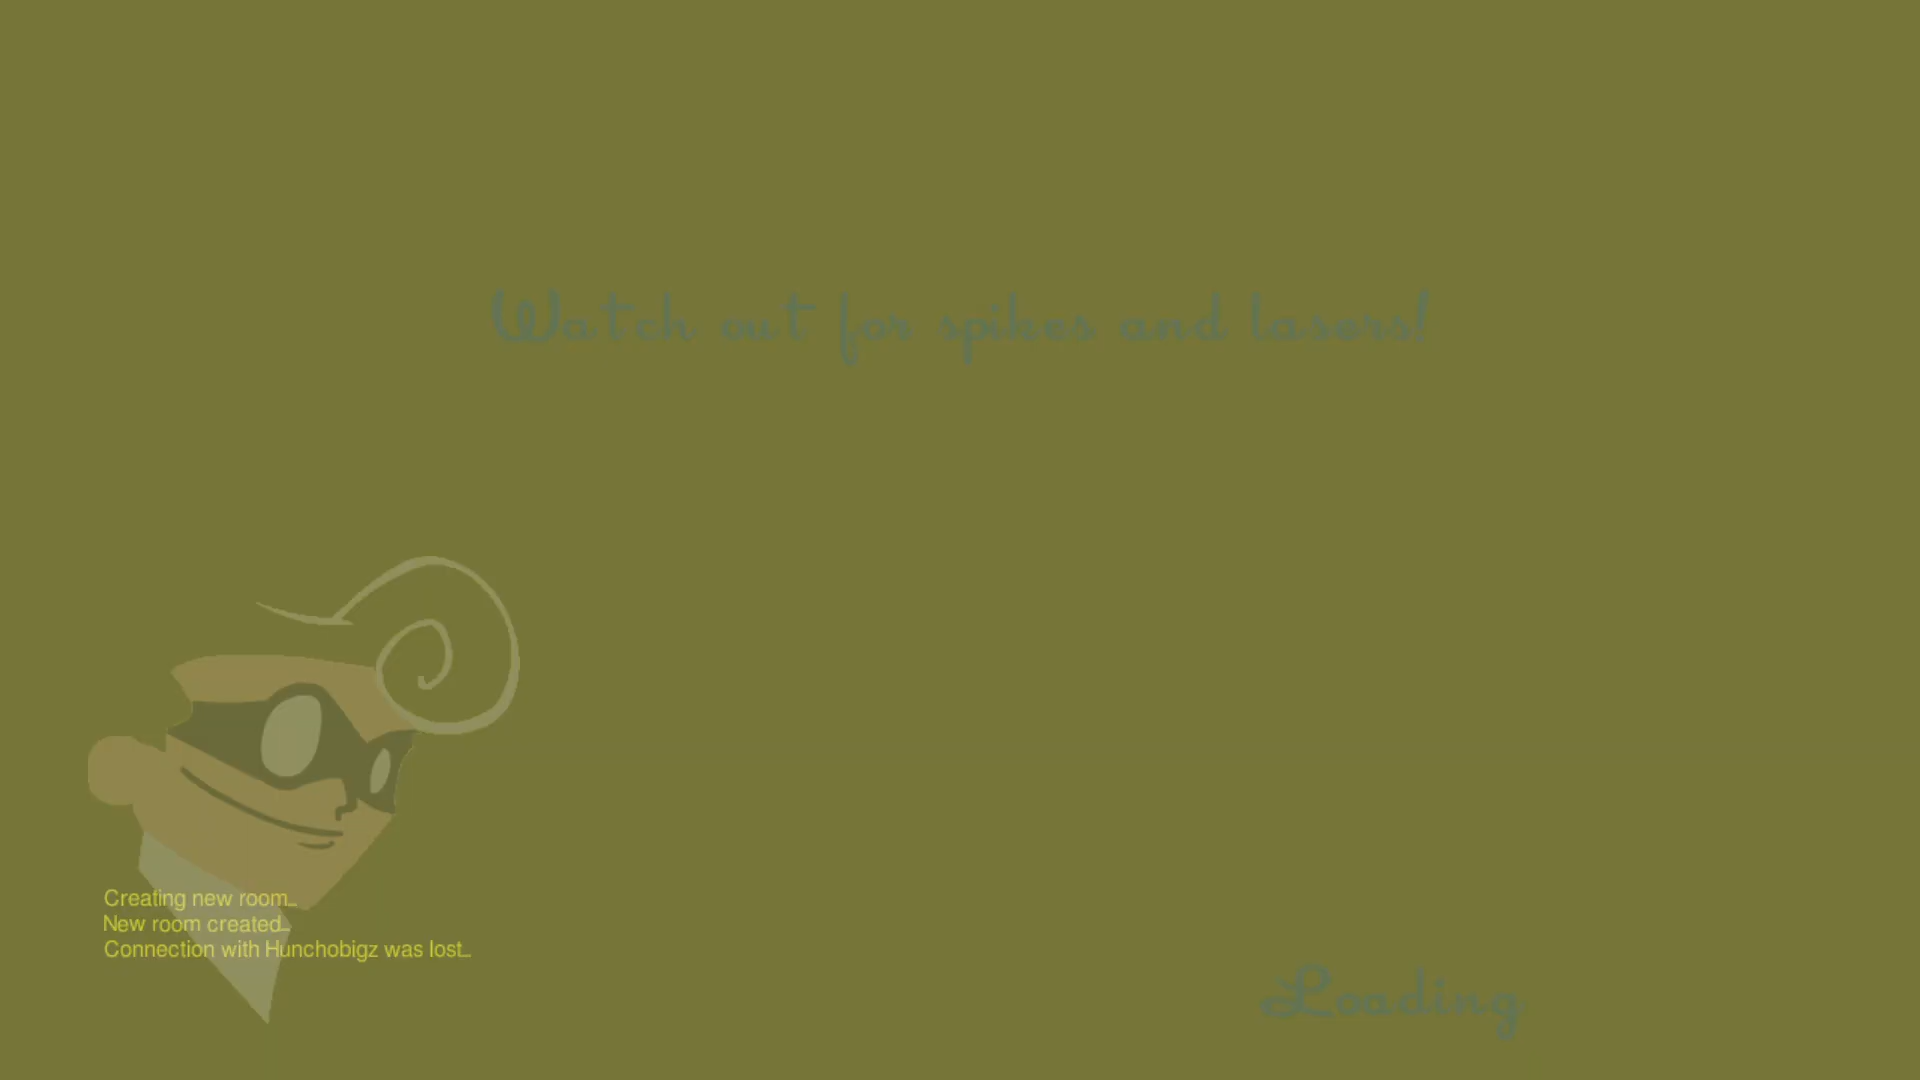 Watch out for spikes and lasers!
Creating new room...
New room created...
Connection with Hunchobigz was lost...
Loading